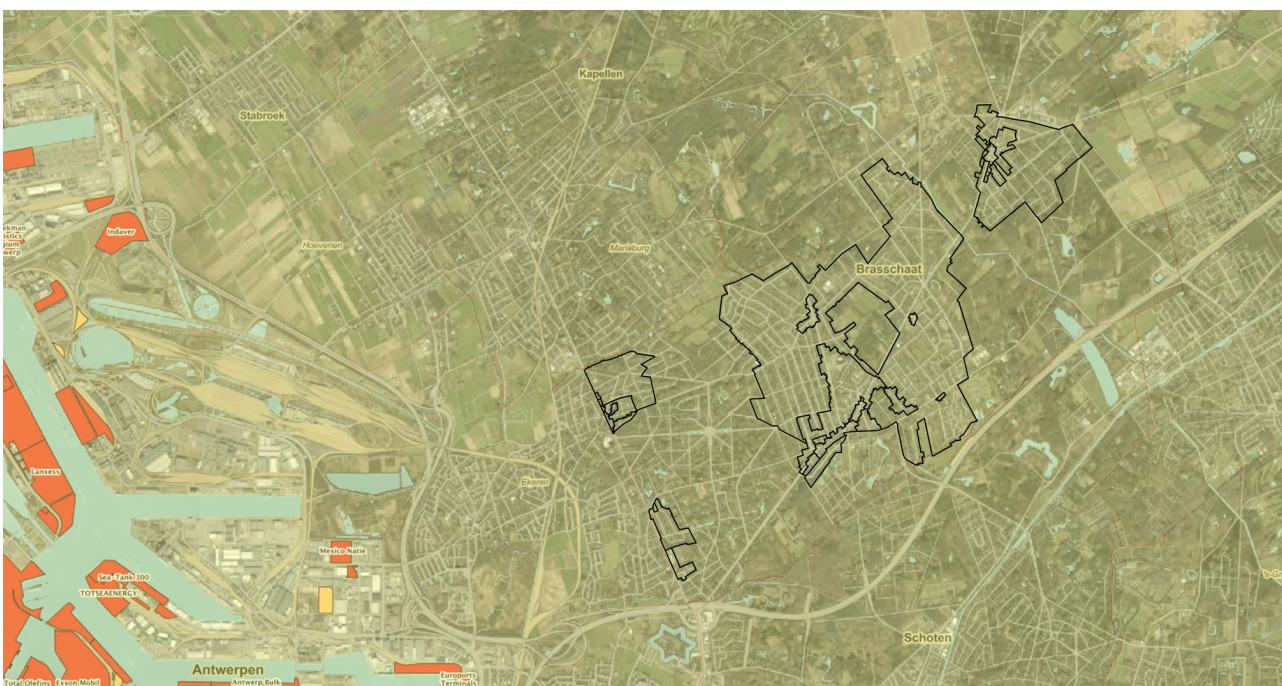 Kapellen
Stabroek
Indaver
Hoevenen
Mariaburg
Brasschaat
Lanxess
Ekeren
Mexico Natie
Sea-Tank 300
TOTSEAENERGY
Schoten
Antwerpen
Total Olefins
Exxon Mobil
Antwerp Bulk
Euroports
Terminals